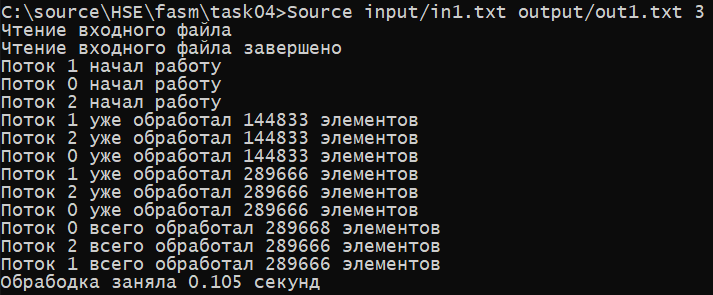 C:\source\HSE\fasm\task04>Source input/in1.txt output/out1.txt 3
Чтение входного файла
Чтение входного файла завершено
Поток 1 начал работу
Поток 0 начал работу
Поток 2 начал работу
Поток 1 уже обработал 144833 элементов
Поток 2 уже обработал 144833 элементов
Поток 0 уже обработал 144833 элементов
Поток 1 уже обработал 289666 элементов
Поток 2 уже обработал 289666 элементов
Поток 0 уже обработал 289666 элементов
Поток 0 всего обработал 289668 элементов
Поток 2 всего обработал 289666 элементов
Поток 1 всего обработал 289666 элементов
Обрабодка заняла 0.105 секунд